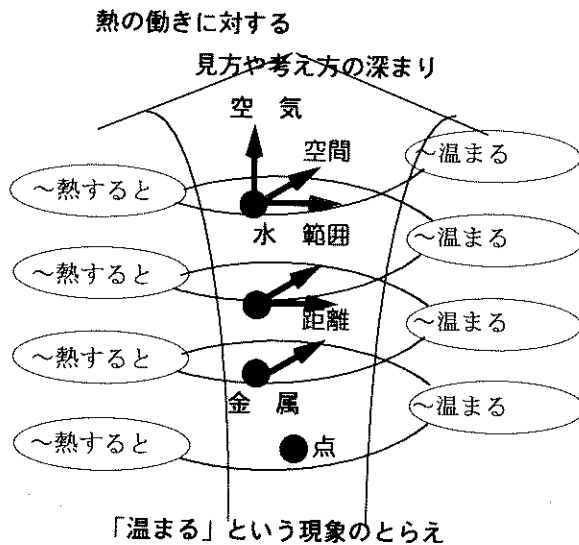 熱の働きに対する
見方や考え方の深まり
空 気
空間
～温まる
～熱すると
水 範囲
～温まる
～熱すると
距離
～温まる
～熱すると
金 属
～温まる
～熱すると
点
「温まる」という現象のとらえ